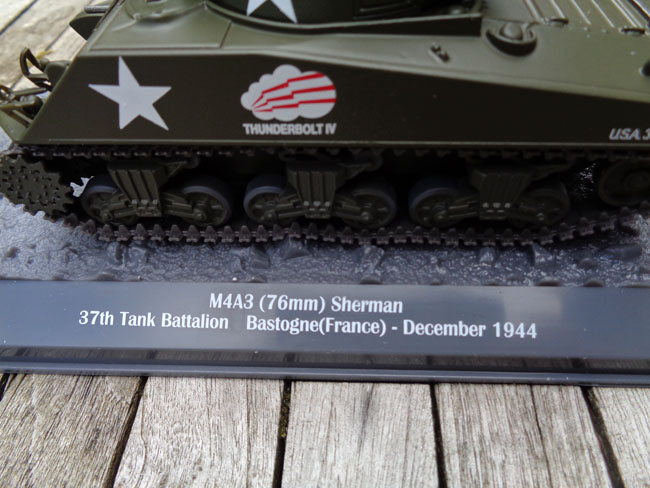 THUNDERBOLT IV
USA 3
M4A3 (76mm) Sherman
37th Tank Battalion Bastogne(France) - December 1944